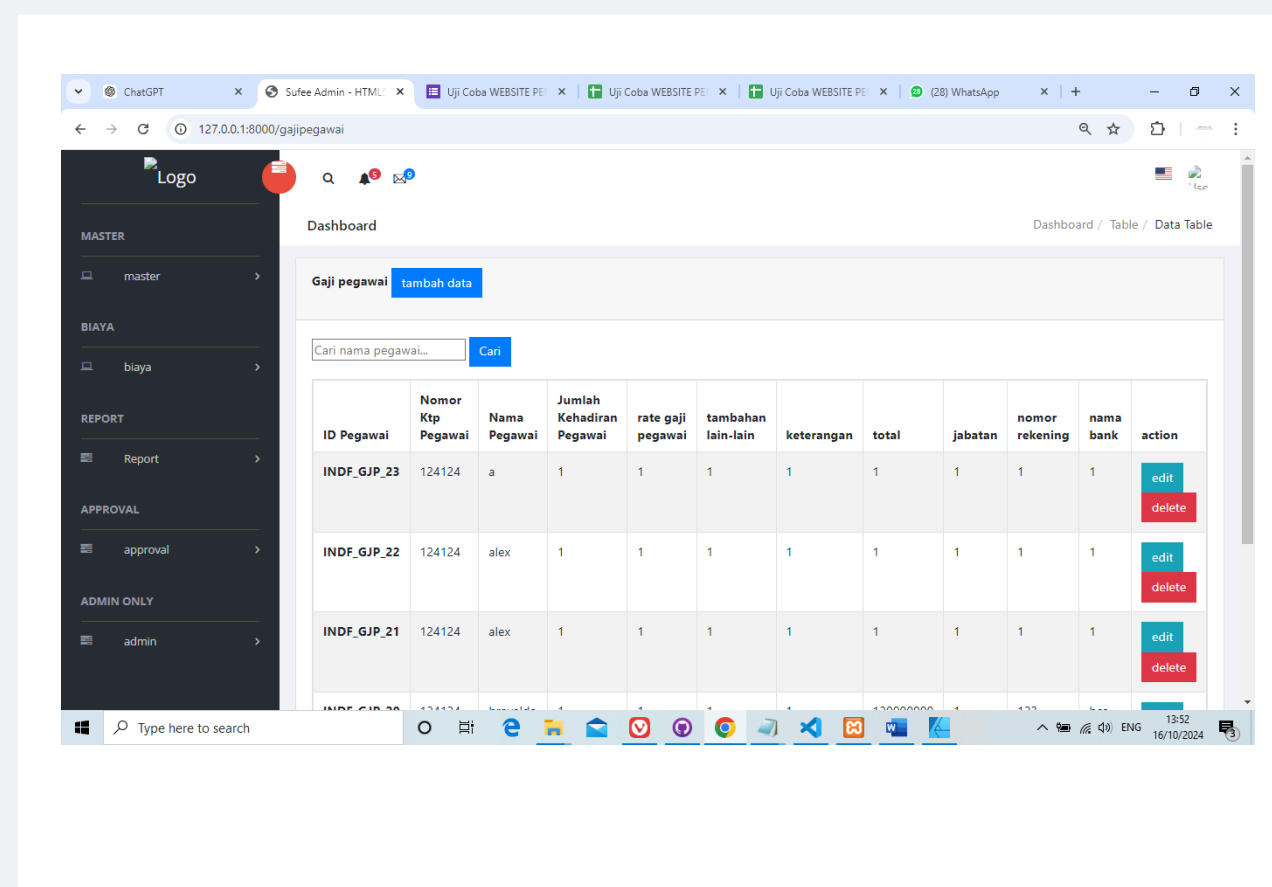 ChatGPT
Sufee Admin - HTML5
Uji Coba WEBSITE PE
Uji Coba WEBSITE PE
Uji Coba WEBSITE PE
28 (28) WhatsApp
127.0.0.1:8000/gajipegawai
Logo
5
9
Dashboard
Dashboard / Table / Data Table
MASTER
master
BIAYA
biaya
REPORT
Report
APPROVAL
approval
ADMIN ONLY
admin
Gaji pegawai tambah data
Cari nama pegawai... Cari
ID Pegawai Nomor Ktp Pegawai Nama Pegawai Jumlah Kehadiran Pegawai rate gaji pegawai tambahan lain-lain keterangan total jabatan nomor rekening nama bank action
INDF_GJP_23 124124 a 1 1 1 1 1 1 1 1 edit
delete
INDF_GJP_22 124124 alex 1 1 1 1 1 1 1 1 edit
delete
INDF_GJP_21 124124 alex 1 1 1 1 1 1 1 1 edit
delete
Type here to search
ENG
13:52
16/10/2024
3